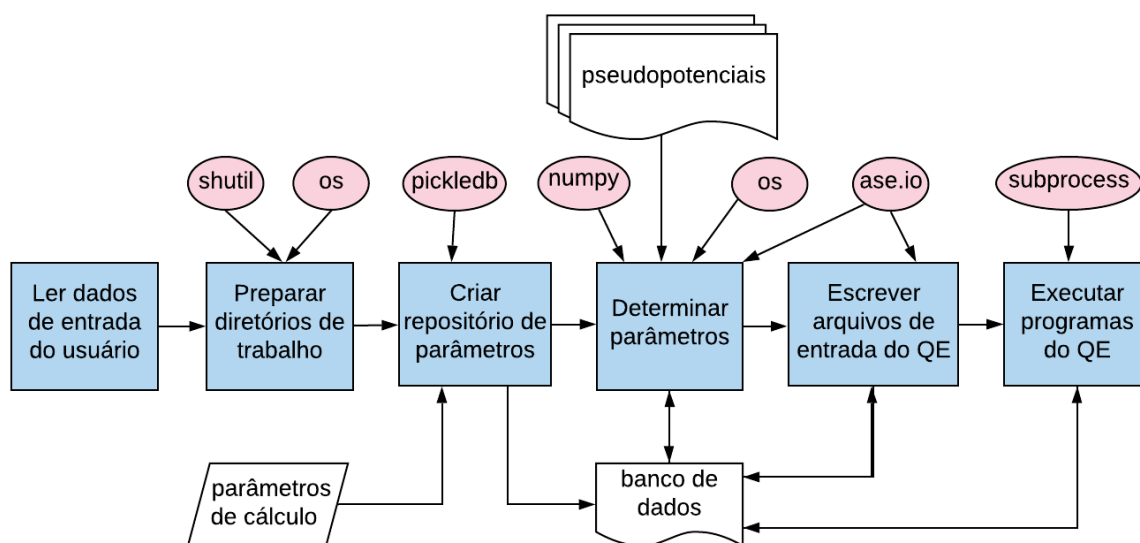 pseudopotenciais
shutil
os
pickledb
numpy
os
ase.io
subprocess
Ler dados
de entrada
do usuário
Preparar
diretórios de
trabalho
Criar
repositório de
parâmetros
Determinar
parâmetros
Escrever
arquivos de
entrada do QE
Executar
programas
do QE
parâmetros
de cálculo
banco de
dados